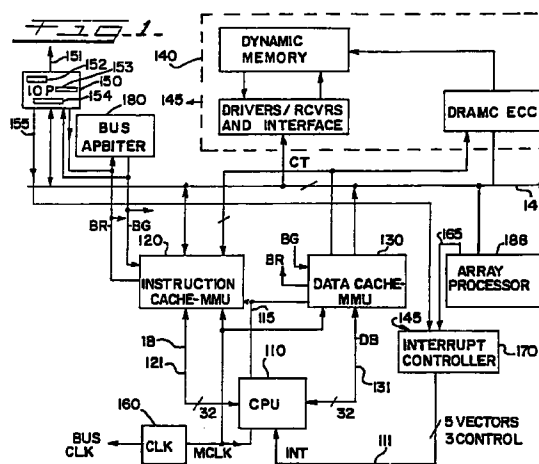 FIG. 1.
151
152
153
150
IOP
154
155
180
BUS
APBITER
140
DYNAMIC
MEMORY
145
DRIVERS/RCVRS
AND INTERFACE
DRAMC ECC
CT
14
BR
BG
120
INSTRUCTION
CACHE-MMU
BG
BR
130
DATA CACHE-
MMU
165
188
ARRAY
PROCESSOR
115
1B
121
DB
131
145
INTERRUPT
CONTROLLER
170
110
32
CPU
32
160
BUS
CLK
CLK
MCLK
INT
111
5 VECTORS
3 CONTROL